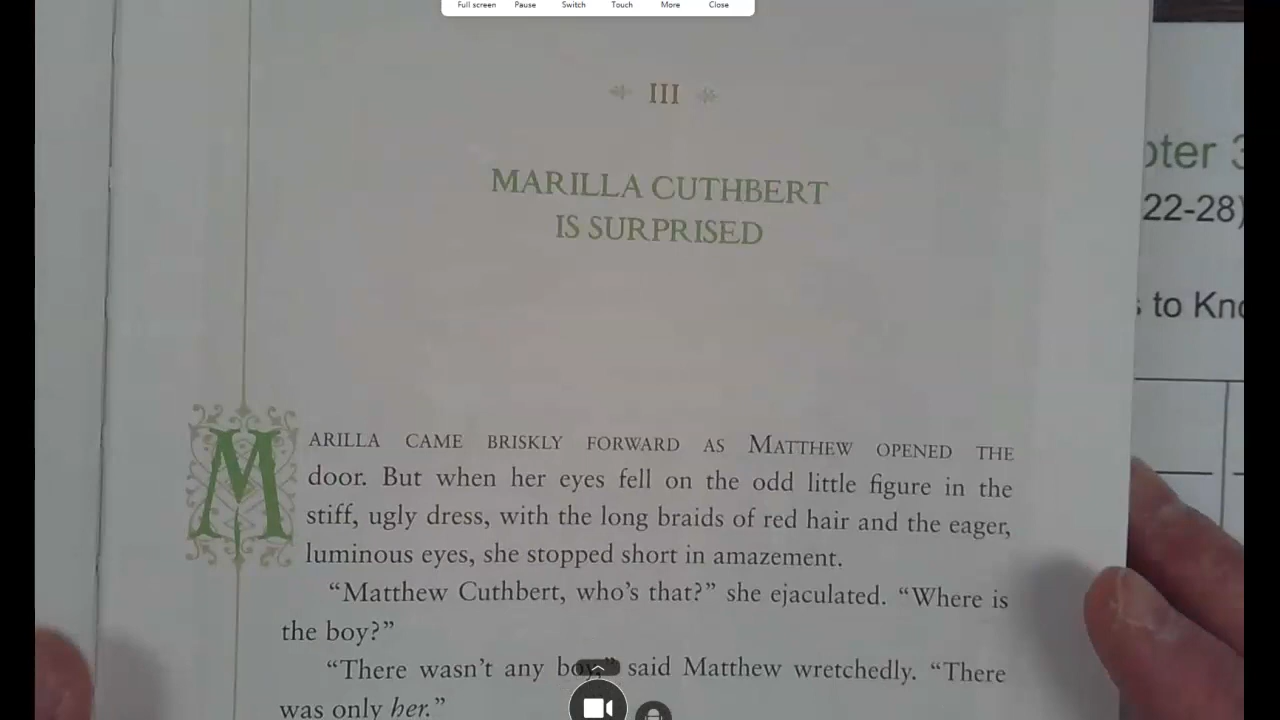 Full screen Pause Switch Touch More Close
III
MARILLA CUTHBERT
IS SURPRISED
MARILLA CAME BRISKLY FORWARD AS MATTHEW OPENED THE
door. But when her eyes fell on the odd little figure in the
stiff, ugly dress, with the long braids of red hair and the eager,
luminous eyes, she stopped short in amazement.
“Matthew Cuthbert, who’s that?” she ejaculated. “Where is
the boy?”
“There wasn’t any boy,” said Matthew wretchedly. “There
was only her.”
pter 3
22-28)
s to Kno